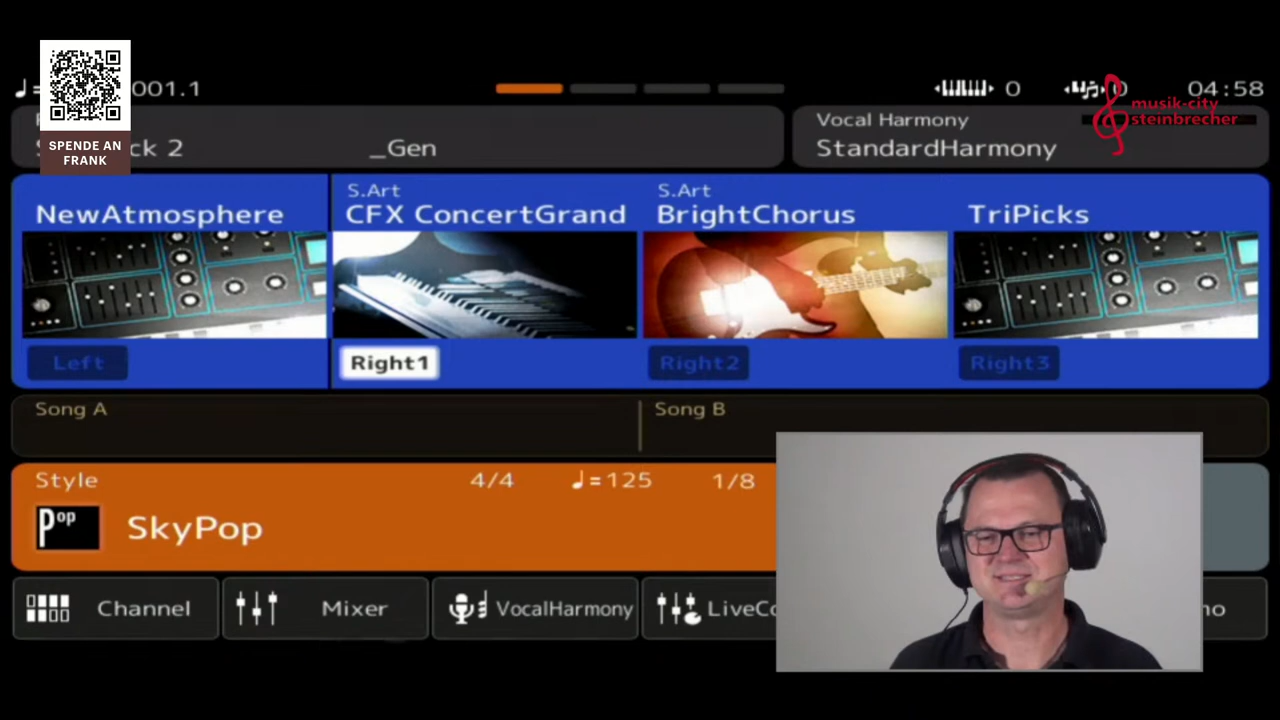 001.1
0
0
04:58
ck 2
_Gen
Vocal Harmony
StandardHarmony
musik-city
steinbrecher
SPENDE AN
FRANK
NewAtmosphere
S.Art
CFX ConcertGrand
S.Art
BrightChorus
TriPicks
Left
Right1
Right2
Right3
Song A
Song B
Style
4/4
♩=125
1/8
Pop
SkyPop
Channel
Mixer
VocalHarmony
LiveCo